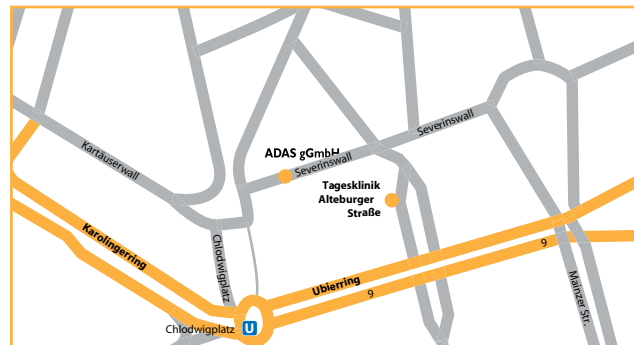 Severinswall
Kartäuserwall
ADAS gGmbH
Severinswall
Tagesklinik
Alteburger
Straße
Karolingerring
Chlodwigplatz
9
Ubierring
9
Mainzer Str.
Chlodwigplatz
U